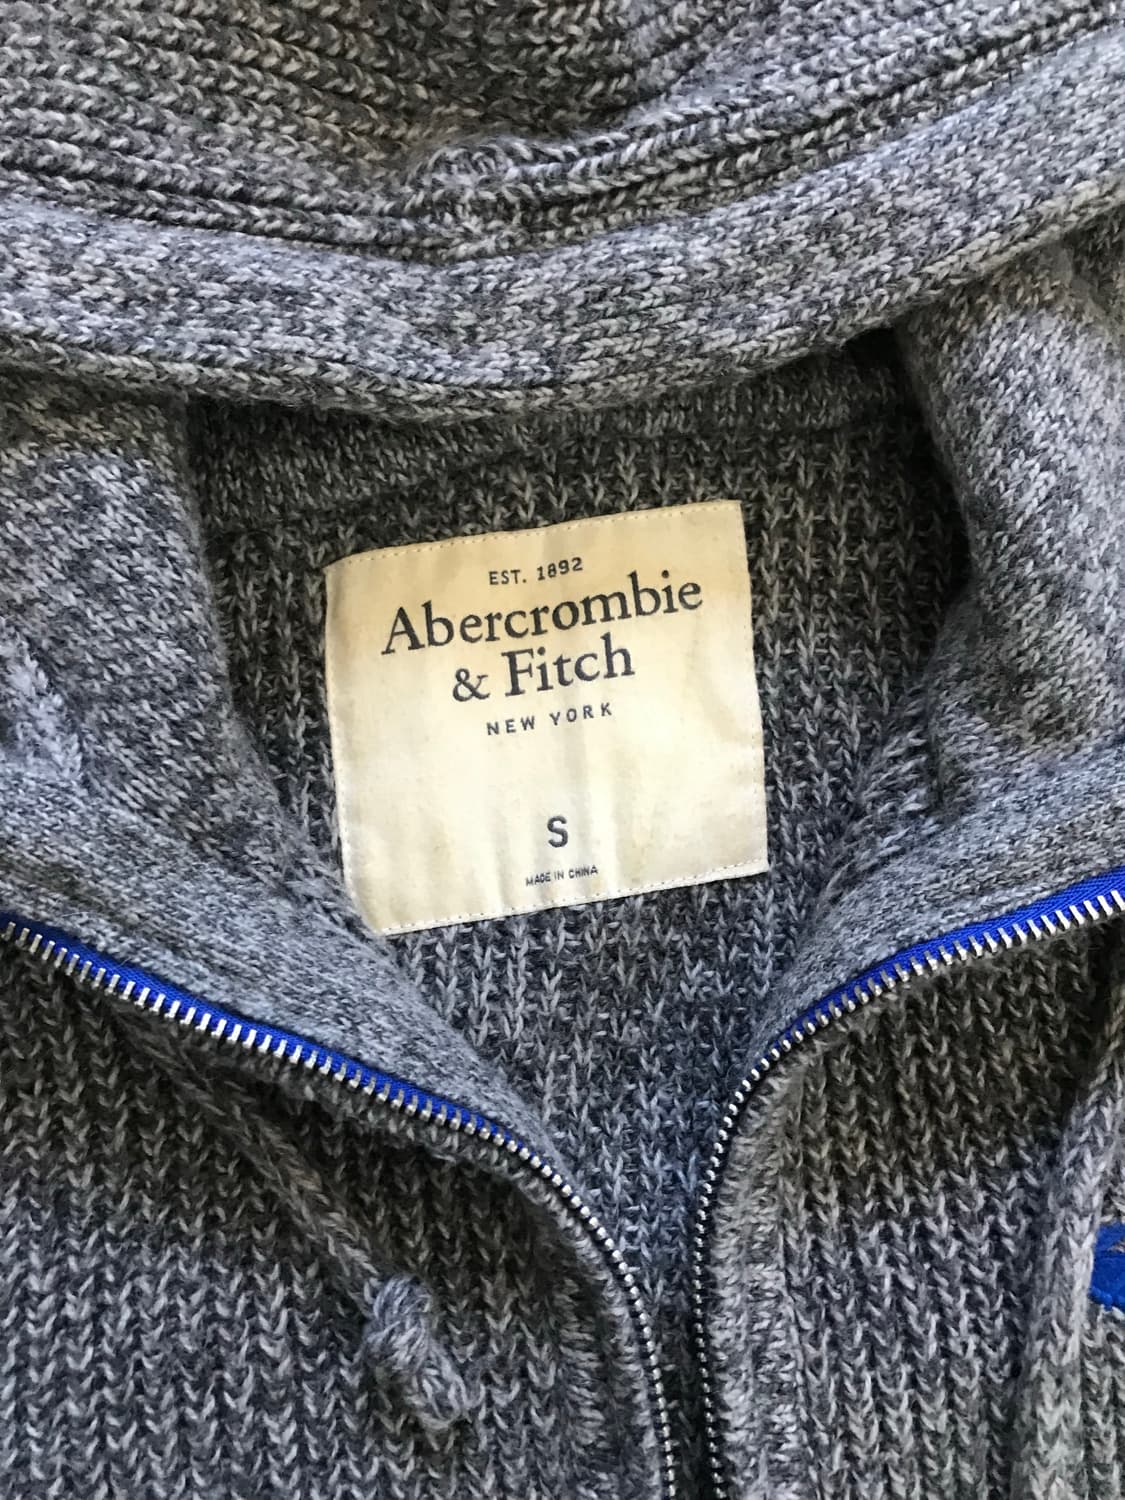 EST. 1892
Abercrombie
& Fitch
NEW YORK
S
MADE IN CHINA